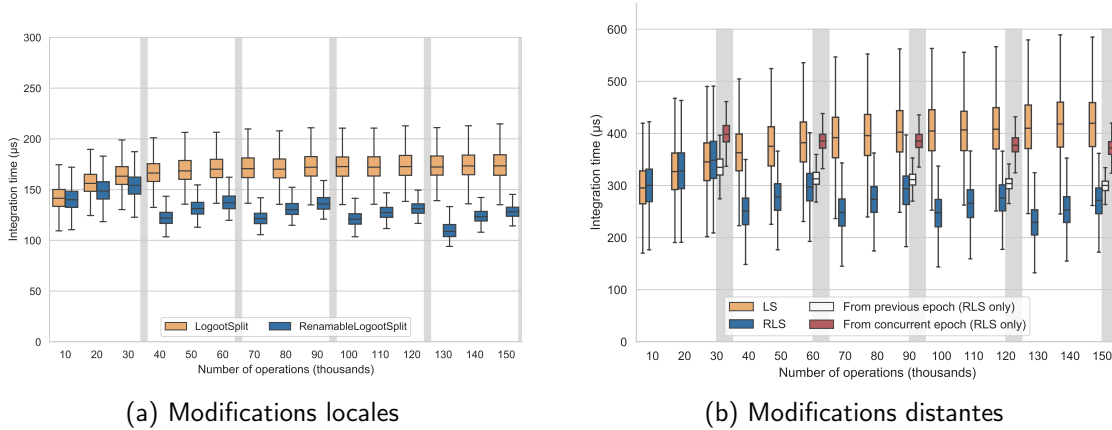 300
250
200
150
100
50
0
Integration time (µs)
10 20 30 40 50 60 70 80 90 100 110 120 130 140 150
Number of operations (thousands)
LogootSplit RenamableLogootSplit
(a) Modifications locales
600
500
400
300
200
100
0
Integration time (µs)
10 20 30 40 50 60 70 80 90 100 110 120 130 140 150
Number of operations (thousands)
LS From previous epoch (RLS only)
RLS From concurrent epoch (RLS only)
(b) Modifications distantes